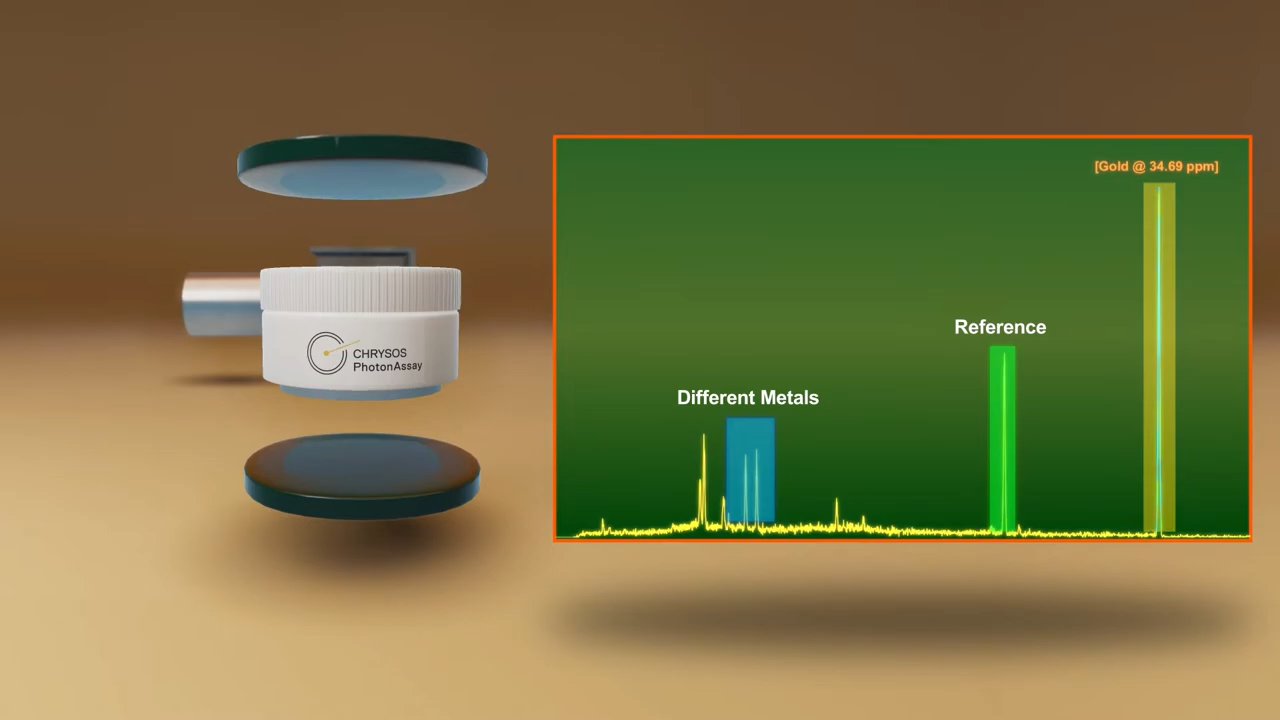 [Gold @ 34.69 ppm]
Reference
Different Metals
CHRYSOS
PhotonAssay